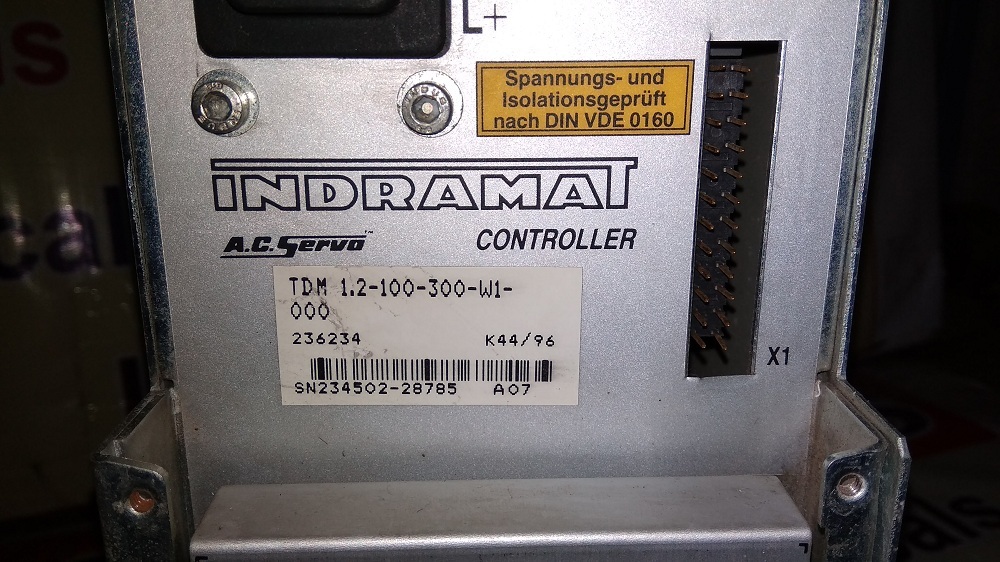 L+
Spannungs- und
Isolationsgeprüft
nach DIN VDE 0160
INDRAMAT
A.C. Servo™
CONTROLLER
TDM 1.2-100-300-W1-
000
236234 K44/96
SN234502-28785 A07
X1